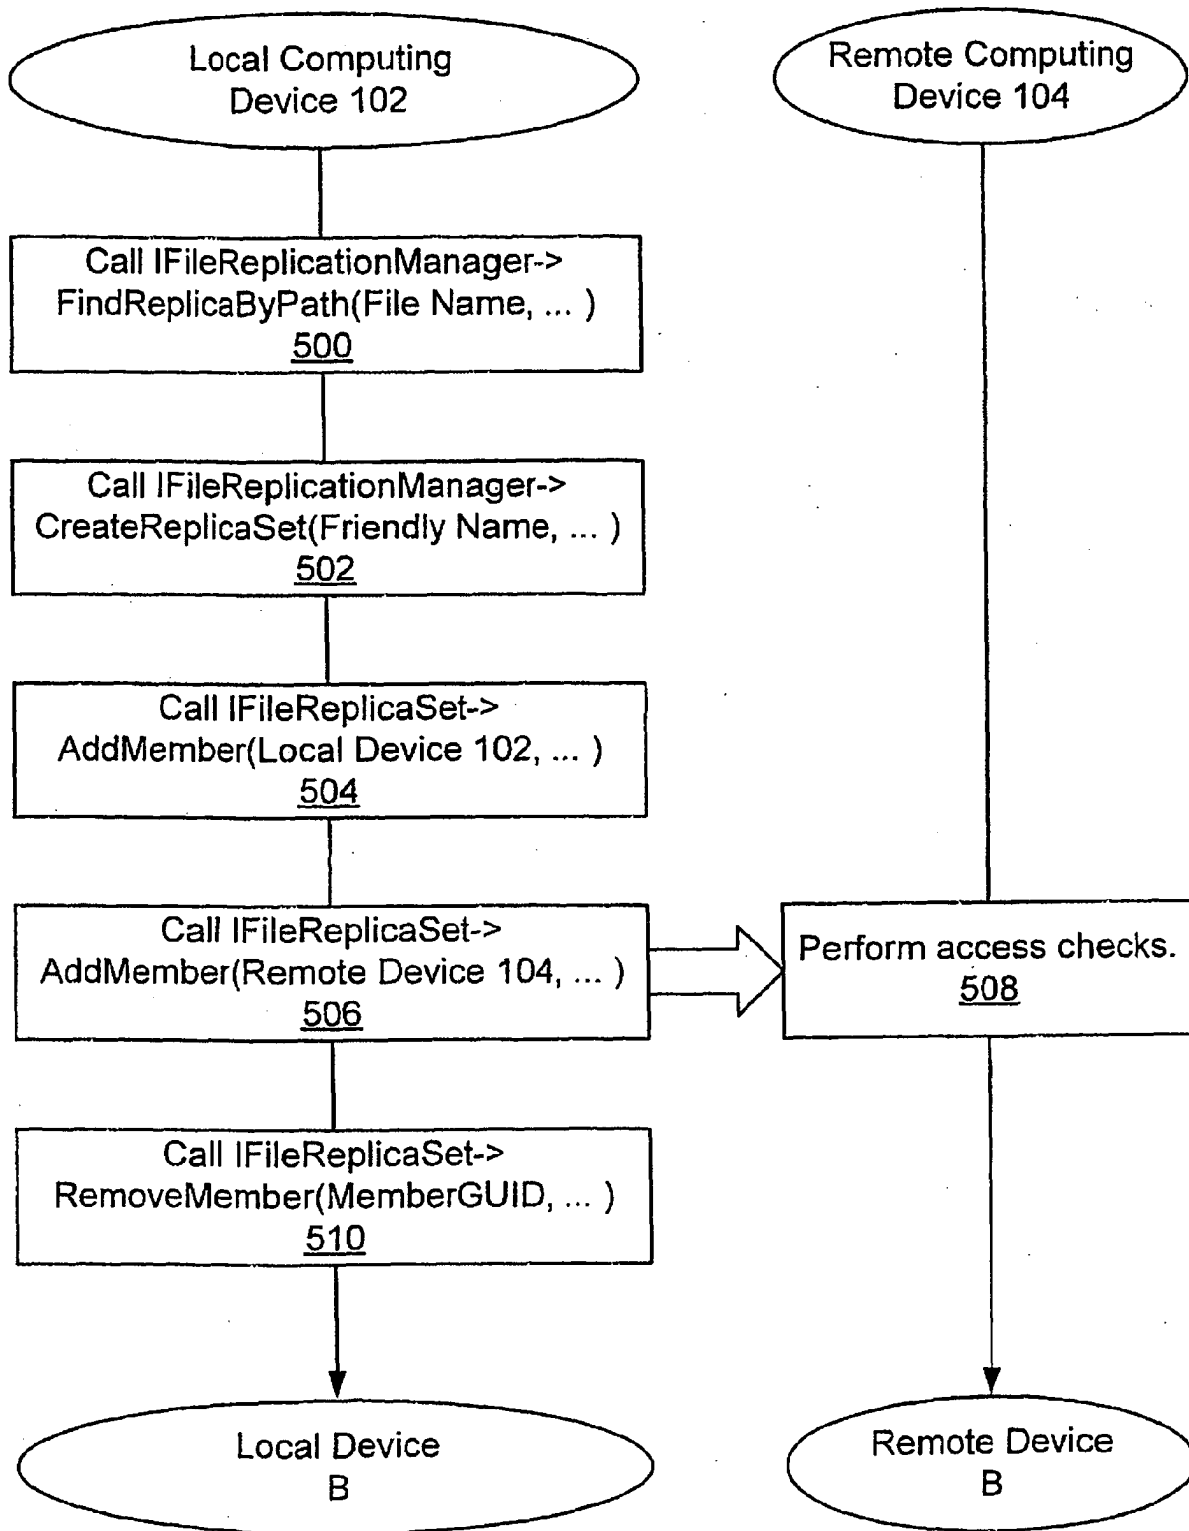 Local Computing
Device 102
Remote Computing
Device 104
Call IFileReplicationManager->
FindReplicaByPath(File Name, ... )
500
Call IFileReplicationManager->
CreateReplicaSet(Friendly Name, ... )
502
Call IFileReplicaSet->
AddMember(Local Device 102, ... )
504
Call IFileReplicaSet->
AddMember(Remote Device 104, ... )
506
Perform access checks.
508
Call IFileReplicaSet->
RemoveMember(MemberGUID, ... )
510
Local Device
B
Remote Device
B